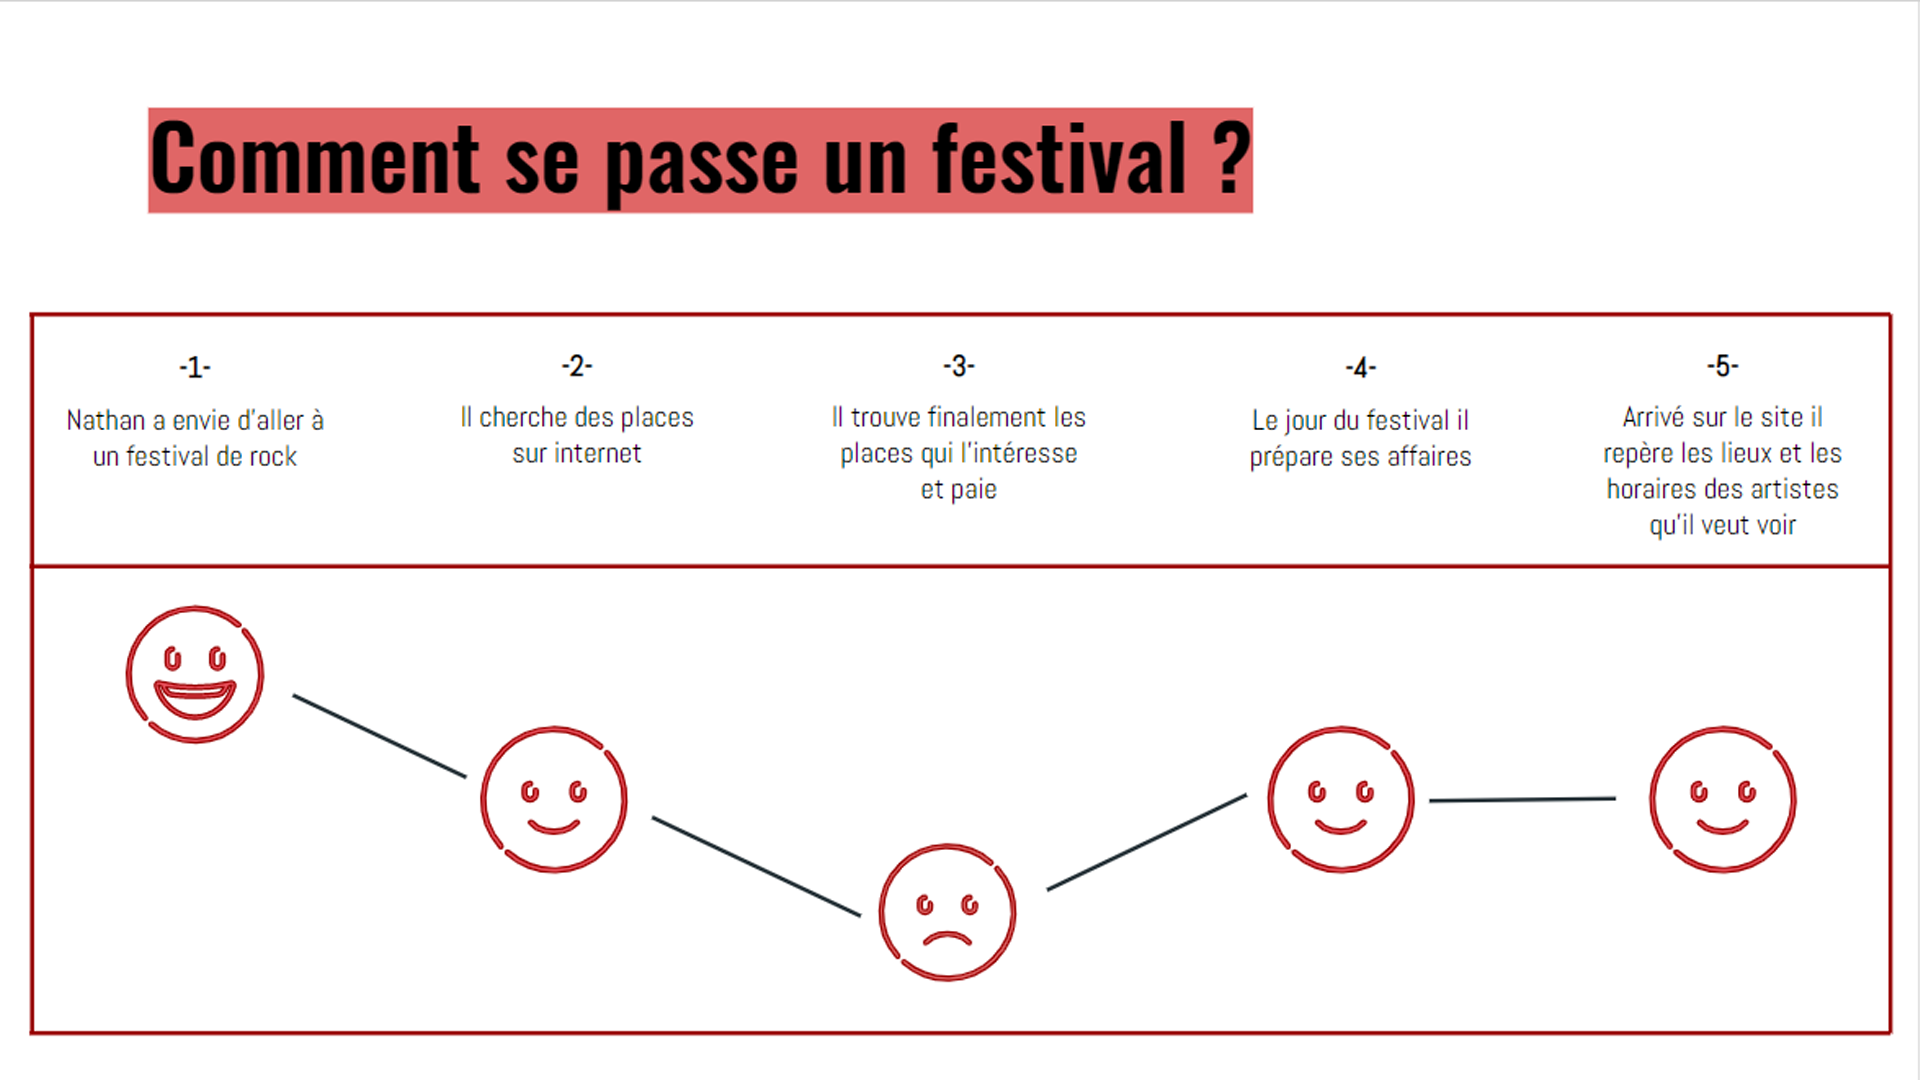 Comment se passe un festival ?
-1-
Nathan a envie d'aller à
un festival de rock
-2-
Il cherche des places
sur internet
-3-
Il trouve finalement les
places qui l'intéresse
et paie
-4-
Le jour du festival il
prépare ses affaires
-5-
Arrivé sur le site il
repère les lieux et les
horaires des artistes
qu'il veut voir